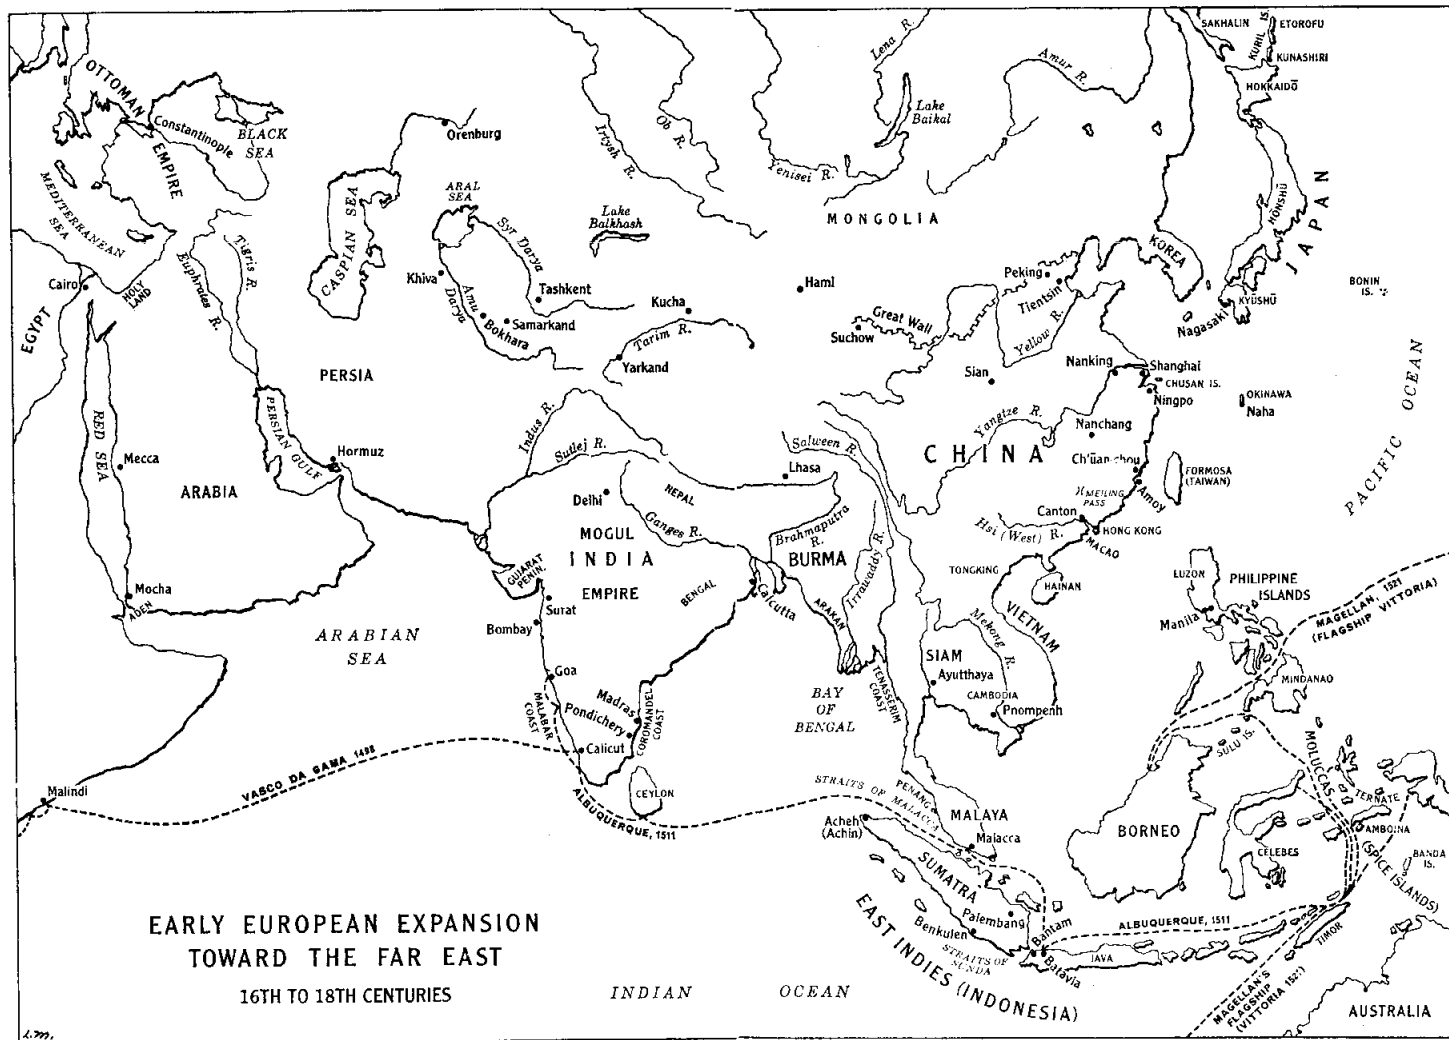 SAKHALIN
KURIL IS.
ETOROFU
KUNASHIRI
HOKKAIDŌ
Lena R.
Amur R.
OTTOMAN
EMPIRE
Constantinople
BLACK
SEA
Orenburg
Irtysh R.
Ob R.
Lake
Baikal
Yenisei R.
MEDITERRANEAN
SEA
ARAL
SEA
Lake
Balkhash
Syr Darya
MONGOLIA
HONSHŪ
JAPAN
CASPIAN SEA
Tigris R.
Euphrates R.
KOREA
Cairo
HOLY
LAND
Khiva
Amu
Darya
Tashkent
Bokhara
Samarkand
Kucha
Hami
Peking
Tientsin
BONIN
IS.
KYŪSHŪ
Nagasaki
EGYPT
Great Wall
Suchow
Yellow R.
Tarim R.
Yarkand
PERSIA
Sian
Nanking
Shanghai
CHUSAN IS.
Ningpo
OKINAWA
Naha
PACIFIC OCEAN
RED SEA
PERSIAN GULF
Indus R.
Sutlej R.
Salween R.
Yangtze R.
Nanchang
CHINA
Hormuz
Mecca
ARABIA
Lhasa
Ch'üan-chou
FORMOSA
(TAIWAN)
Delhi
NEPAL
MEILING
PASS
Amoy
MOGUL
INDIA
EMPIRE
Ganges R.
Brahmaputra
R.
BURMA
Irrawaddy R.
Canton
Hsi (West) R.
HONG KONG
MACAO
GUJARAT
PENIN.
TONGKING
HAINAN
LUZON
PHILIPPINE
ISLANDS
Mocha
ADEN
Surat
BENGAL
Calcutta
ARAKAN
MAGELLAN, 1521
(FLAGSHIP VITTORIA)
Bombay
Manila
ARABIAN
SEA
VIETNAM
Mekong R.
SIAM
Ayutthaya
Goa
TENASSERIM
COAST
MINDANAO
CAMBODIA
Pnompenh
BAY
OF
BENGAL
Madras
Pondichery
COROMANDEL
COAST
MALABAR
COAST
Calicut
SULU IS.
MOLUCCAS
VASCO DA GAMA 1498
Malindi
CEYLON
ALBUQUERQUE, 1511
STRAITS OF MALACCA
PENANG
MALAYA
Malacca
TERNATE
Acheh
(Achin)
BORNEO
AMBOINA
(SPICE ISLANDS)
CELEBES
BANDA
IS.
SUMATRA
EARLY EUROPEAN EXPANSION
TOWARD THE FAR EAST
16TH TO 18TH CENTURIES
Palembang
Benkulen
Bantam
ALBUQUERQUE, 1511
EAST INDIES (INDONESIA)
STRAITS OF
SUNDA
Batavia
JAVA
TIMOR
INDIAN OCEAN
MAGELLAN'S
FLAGSHIP
(VITTORIA 1521)
AUSTRALIA
L.M.